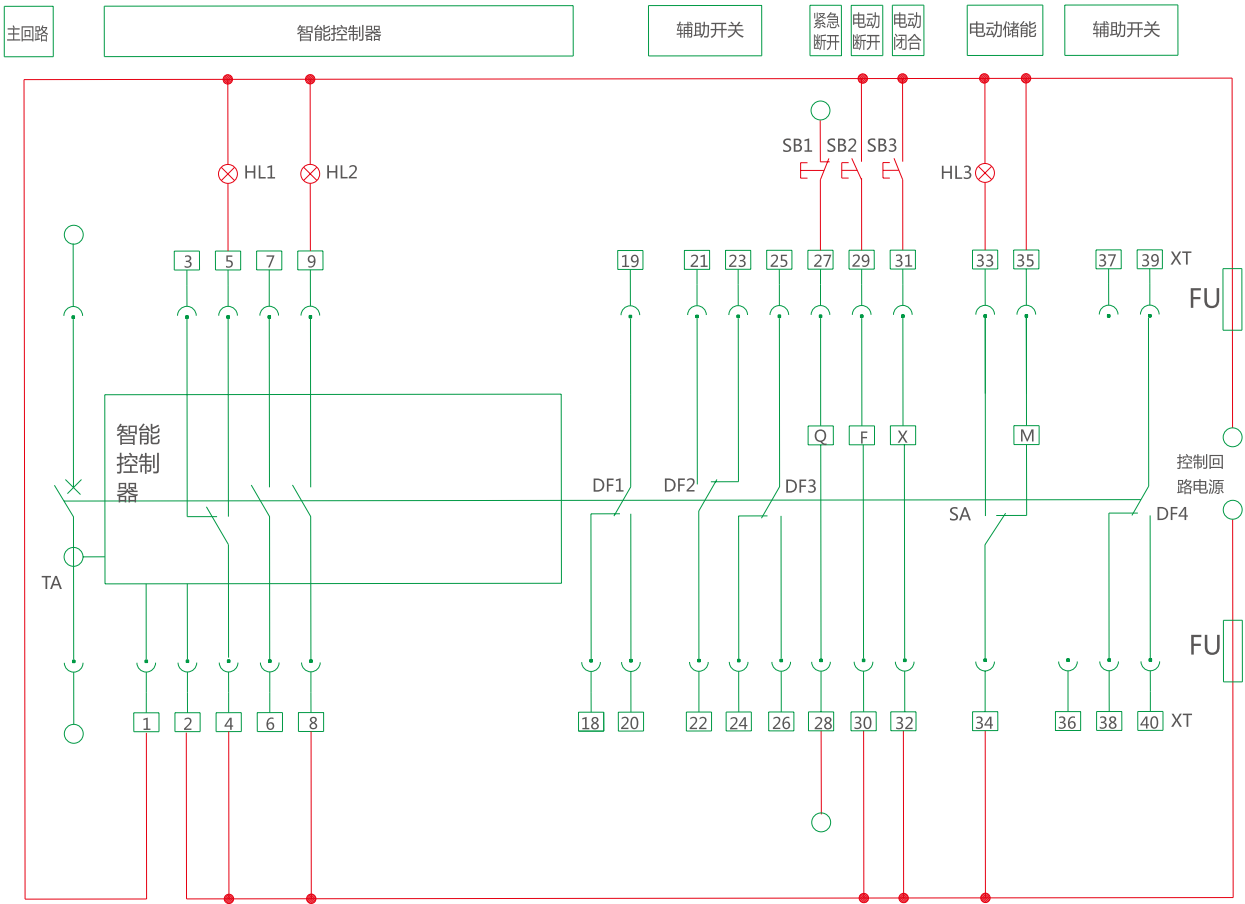 主回路
智能控制器
辅助开关
紧急
断开
电动
断开
电动
闭合
电动储能
辅助开关
SB1
SB2
SB3
HL1
HL2
HL3
3
5
7
9
19
21
23
25
27
29
31
33
35
37
39
XT
FU
智能
控制
器
Q
F
X
M
控制回
路电源
DF1
DF2
DF3
SA
DF4
TA
FU
1
2
4
6
8
18
20
22
24
26
28
30
32
34
36
38
40
XT